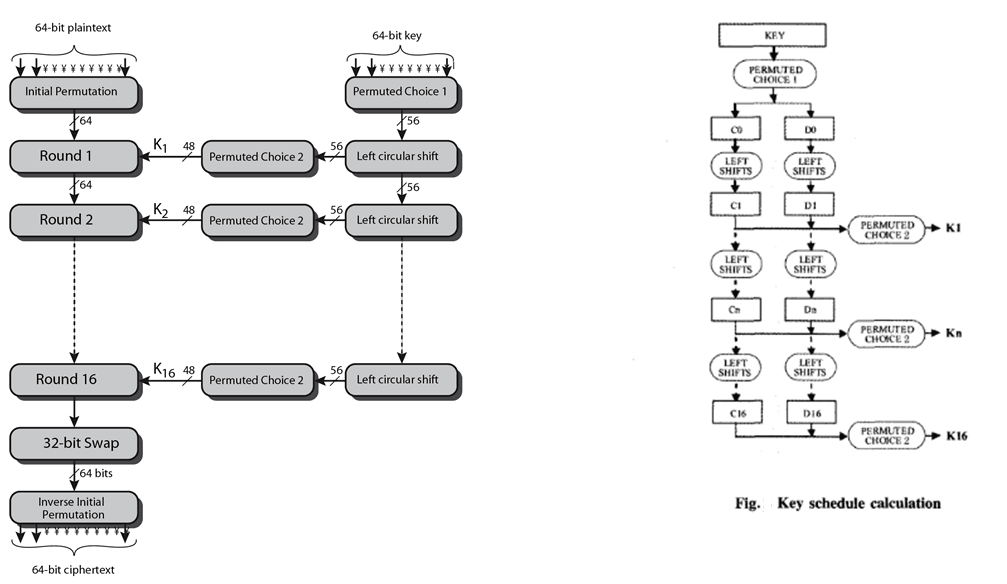 64-bit plaintext
64-bit key
¥ ¥ ¥ ¥ ¥ ¥ ¥ ¥ ¥
¥ ¥ ¥ ¥ ¥ ¥ ¥ ¥ ¥
Initial Permutation
Permuted Choice 1
64
56
Round 1
K1
48
Permuted Choice 2
56
Left circular shift
64
56
Round 2
K2
48
Permuted Choice 2
56
Left circular shift
Round 16
K16
48
Permuted Choice 2
56
Left circular shift
32-bit Swap
64 bits
Inverse Initial
Permutation
¥ ¥ ¥ ¥ ¥ ¥ ¥ ¥ ¥
64-bit ciphertext
KEY
PERMUTED
CHOICE 1
C0
D0
LEFT
SHIFTS
LEFT
SHIFTS
C1
D1
PERMUTED
CHOICE 2
K1
LEFT
SHIFTS
LEFT
SHIFTS
Cn
Dn
PERMUTED
CHOICE 2
Kn
LEFT
SHIFTS
LEFT
SHIFTS
C16
D16
PERMUTED
CHOICE 2
K16
Fig. Key schedule calculation